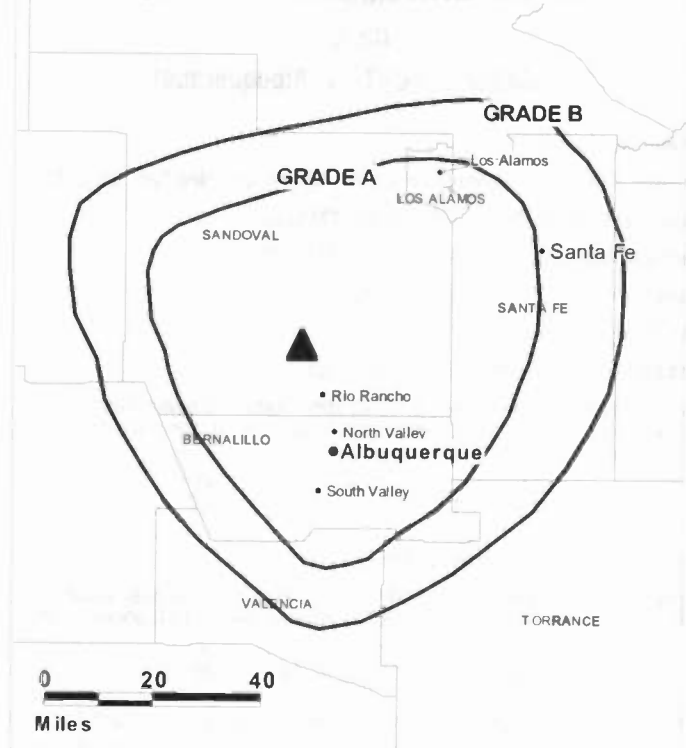 GRADE B
GRADE A
Los Alamos
LOS ALAMOS
SANDOVAL
Santa Fe
SANTA FE
Rio Rancho
North Valley
BERNALILLO
Albuquerque
South Valley
VALENCIA
TORRANCE
0 20 40
Miles